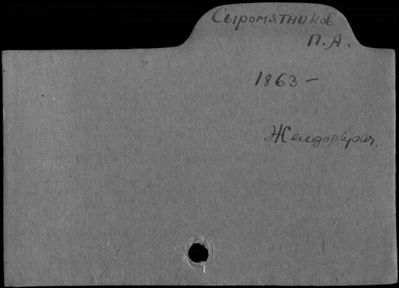 Сыромятников
П. А.
1863 –
Желдорврач.